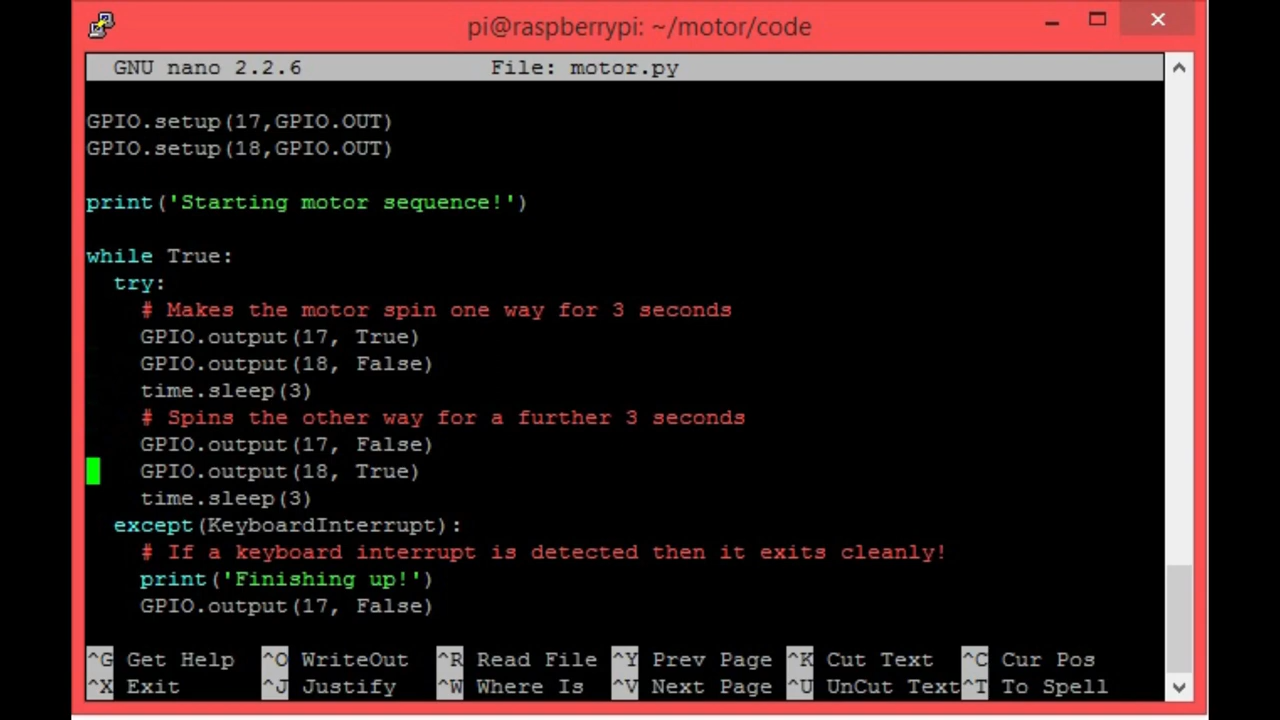 pi@raspberrypi: ~/motor/code
GNU nano 2.2.6 File: motor.py
GPIO.setup(17,GPIO.OUT)
GPIO.setup(18,GPIO.OUT)
print('Starting motor sequence!')
while True:
  try:
    # Makes the motor spin one way for 3 seconds
    GPIO.output(17, True)
    GPIO.output(18, False)
    time.sleep(3)
    # Spins the other way for a further 3 seconds
    GPIO.output(17, False)
    GPIO.output(18, True)
    time.sleep(3)
  except(KeyboardInterrupt):
    # If a keyboard interrupt is detected then it exits cleanly!
    print('Finishing up!')
    GPIO.output(17, False)
^G Get Help ^O WriteOut ^R Read File ^Y Prev Page ^K Cut Text ^C Cur Pos
^X Exit ^J Justify ^W Where Is ^V Next Page ^U UnCut Text ^T To Spell